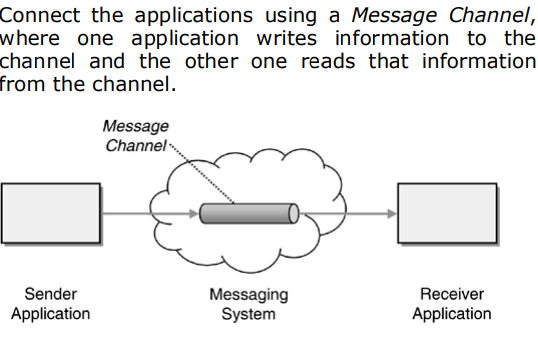 Connect the applications using a Message Channel,
where one application writes information to the
channel and the other one reads that information
from the channel.
Message
Channel
Sender
Application
Messaging
System
Receiver
Application